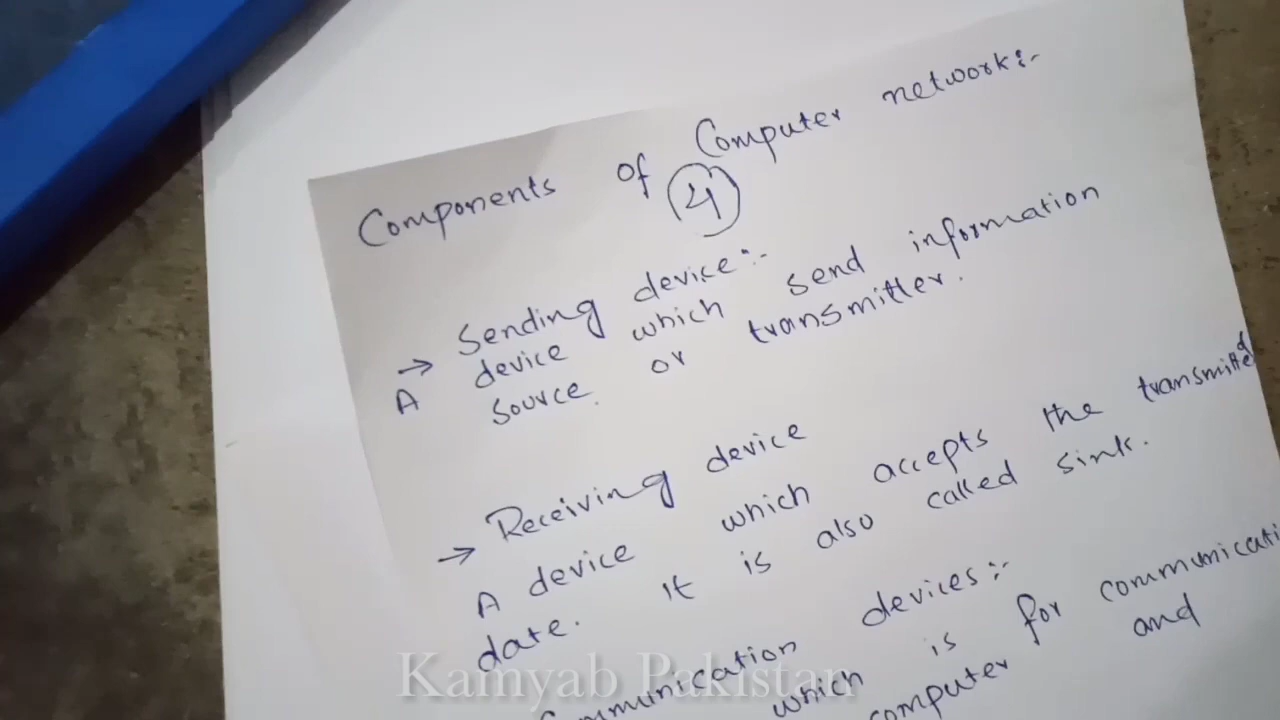 Components of Computer network:-
4
→ Sending device:-
A device which send information
source or transmitter.
→ Receiving device
A device which accepts the transmitted
date. It is also called sink.
devices:-
which is for
computer and
Kamyab Pakistan